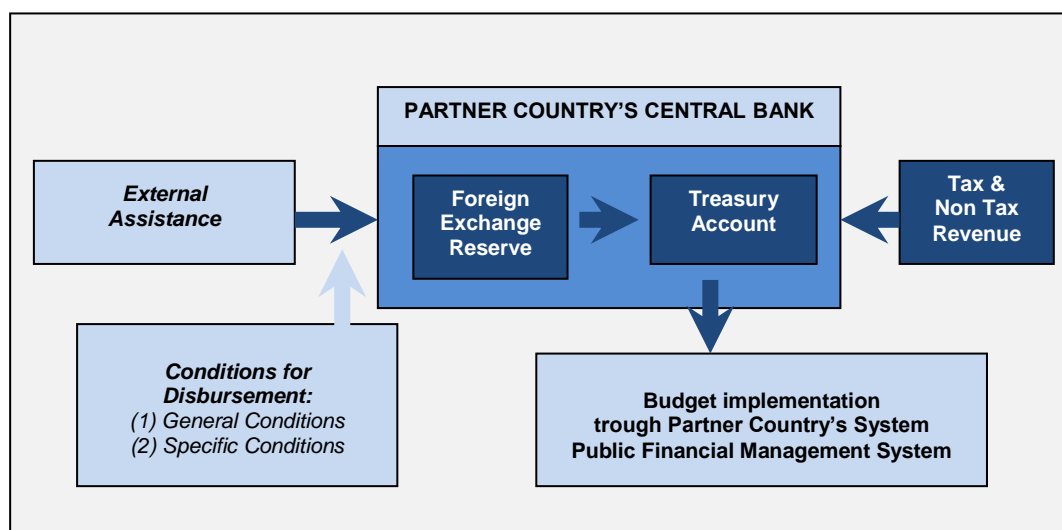 PARTNER COUNTRY’S CENTRAL BANK
External
Assistance
Foreign
Exchange
Reserve
Treasury
Account
Tax &
Non Tax
Revenue
Conditions for
Disbursement:
(1) General Conditions
(2) Specific Conditions
Budget implementation
trough Partner Country’s System
Public Financial Management System